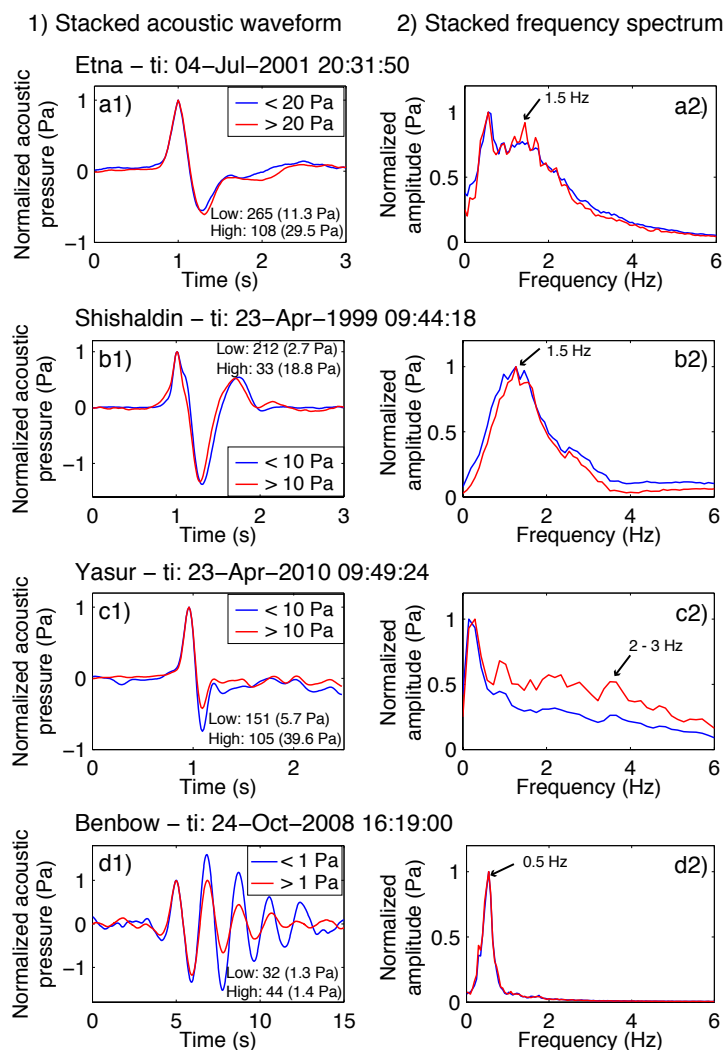 1) Stacked acoustic waveform 2) Stacked frequency spectrum
Etna – ti: 04–Jul–2001 20:31:50
a1)
< 20 Pa
> 20 Pa
Low: 265 (11.3 Pa)
High: 108 (29.5 Pa)
1
0
−1
0 1 2 3
Normalized acoustic
pressure (Pa)
Time (s)
a2)
1.5 Hz
1
0.5
0
0 2 4 6
Normalized
amplitude (Pa)
Frequency (Hz)
Shishaldin – ti: 23–Apr–1999 09:44:18
b1)
Low: 212 (2.7 Pa)
High: 33 (18.8 Pa)
< 10 Pa
> 10 Pa
1
0
−1
0 1 2 3
Normalized acoustic
pressure (Pa)
Time (s)
b2)
1.5 Hz
1
0.5
0
0 2 4 6
Normalized
amplitude (Pa)
Frequency (Hz)
Yasur – ti: 23–Apr–2010 09:49:24
c1)
< 10 Pa
> 10 Pa
Low: 151 (5.7 Pa)
High: 105 (39.6 Pa)
1
0
−1
0 1 2
Normalized acoustic
pressure (Pa)
Time (s)
c2)
2 - 3 Hz
1
0.5
0
0 2 4 6
Normalized
amplitude (Pa)
Frequency (Hz)
Benbow – ti: 24–Oct–2008 16:19:00
d1)
< 1 Pa
> 1 Pa
Low: 32 (1.3 Pa)
High: 44 (1.4 Pa)
1
0
−1
0 5 10 15
Normalized acoustic
pressure (Pa)
Time (s)
d2)
0.5 Hz
1
0.5
0
0 2 4 6
Normalized
amplitude (Pa)
Frequency (Hz)